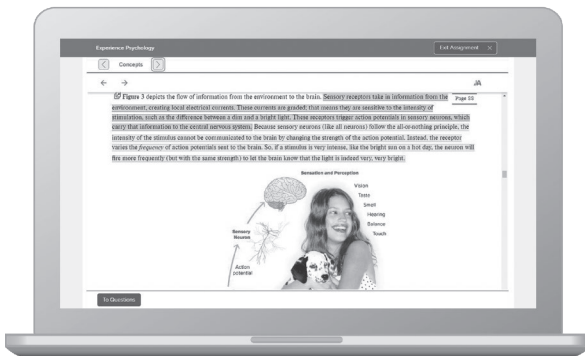 Experience Psychology
Exit Assignment ×
Concepts
Page 88
Figure 3 depicts the flow of information from the environment to the brain. Sensory receptors take in information from the
environment, creating local electrical currents. These currents are graded; that means they are sensitive to the intensity of
stimulation, such as the difference between a dim and a bright light. These receptors trigger action potentials in sensory neurons, which
carry that information to the central nervous system. Because sensory neurons (like all neurons) follow the all-or-nothing principle, the
intensity of the stimulus cannot be communicated to the brain by changing the strength of the action potential. Instead, the receptor
varies the frequency of action potentials sent to the brain. So, if a stimulus is very intense, like the bright sun on a hot day, the neuron will
fire more frequently (but with the same strength) to let the brain know that the light is indeed very, very bright.
Sensation and Perception
Vision
Taste
Smell
Hearing
Balance
Touch
Sensory
Neuron
Action
potential
To Questions